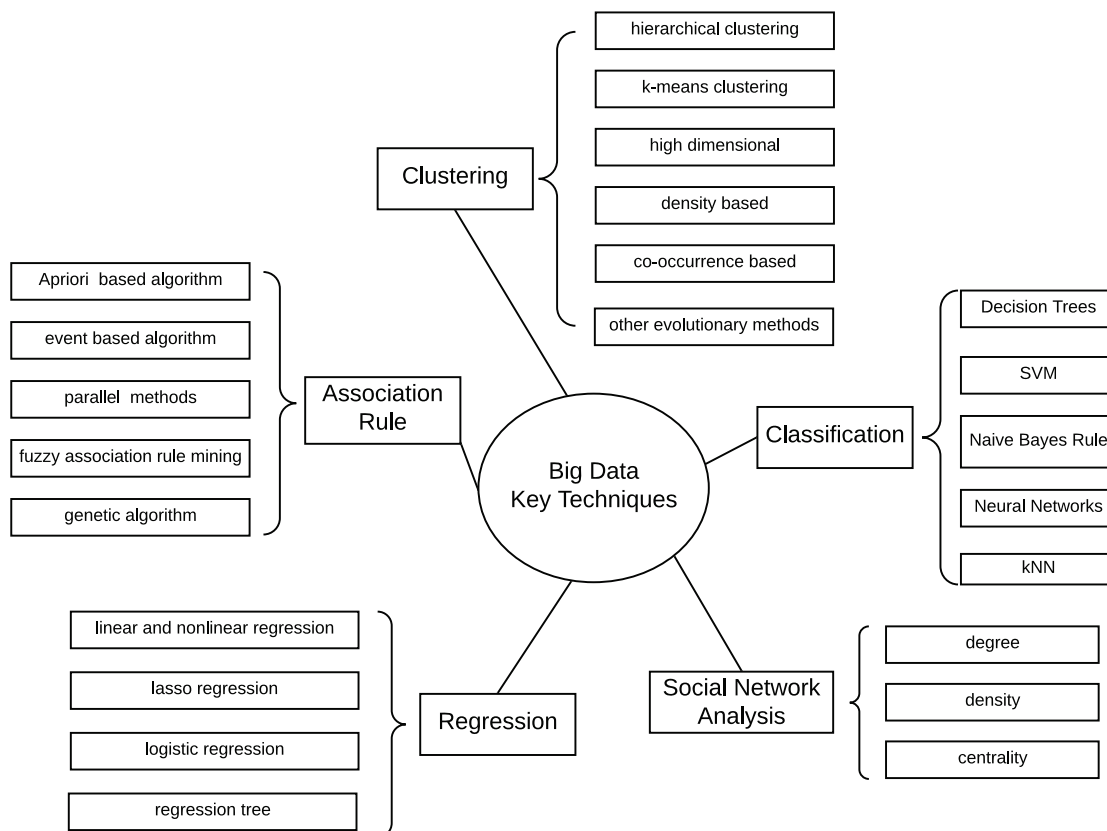 hierarchical clustering
k-means clustering
high dimensional
density based
co-occurrence based
other evolutionary methods
Clustering
Apriori based algorithm
event based algorithm
parallel methods
fuzzy association rule mining
genetic algorithm
Association
Rule
Big Data
Key Techniques
Classification
Decision Trees
SVM
Naive Bayes Rule
Neural Networks
kNN
linear and nonlinear regression
lasso regression
logistic regression
regression tree
Regression
Social Network
Analysis
degree
density
centrality